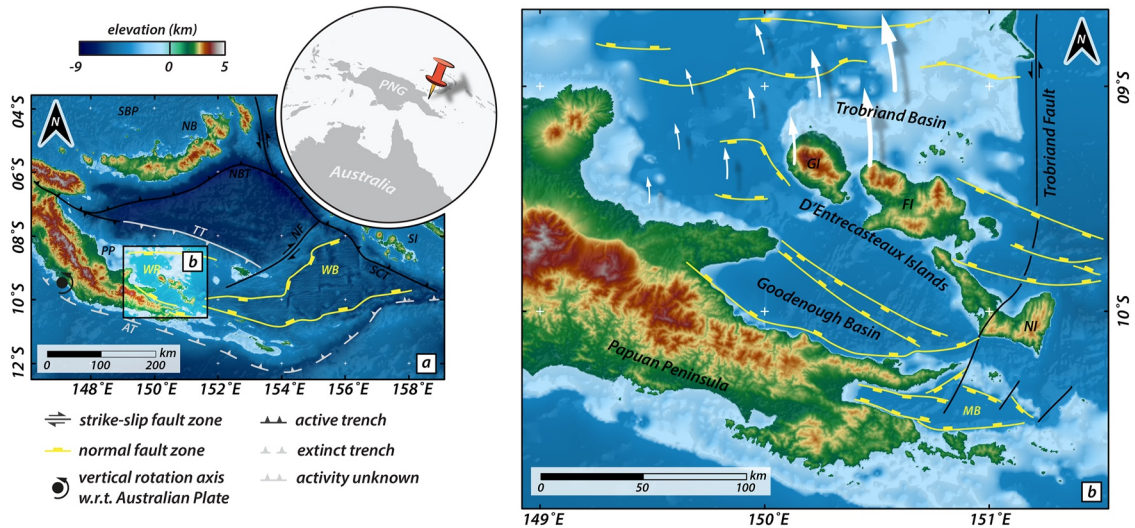 elevation (km)
-9 0 5
PNG
Australia
N
SBP
NB
NBT
TT
NF
SI
PP
WR
b
WB
SCT
AT
0 100 200 km
a
04°S
06°S
08°S
10°S
12°S
148°E 150°E 152°E 154°E 156°E 158°E
strike-slip fault zone
normal fault zone
vertical rotation axis
w.r.t. Australian Plate
active trench
extinct trench
activity unknown
N
Trobriand Basin
Trobriand Fault
GI
FI
D'Entrecasteaux Islands
Goodenough Basin
NI
Papuan Peninsula
MB
0 50 100 km
b
09°S
10°S
149°E 150°E 151°E